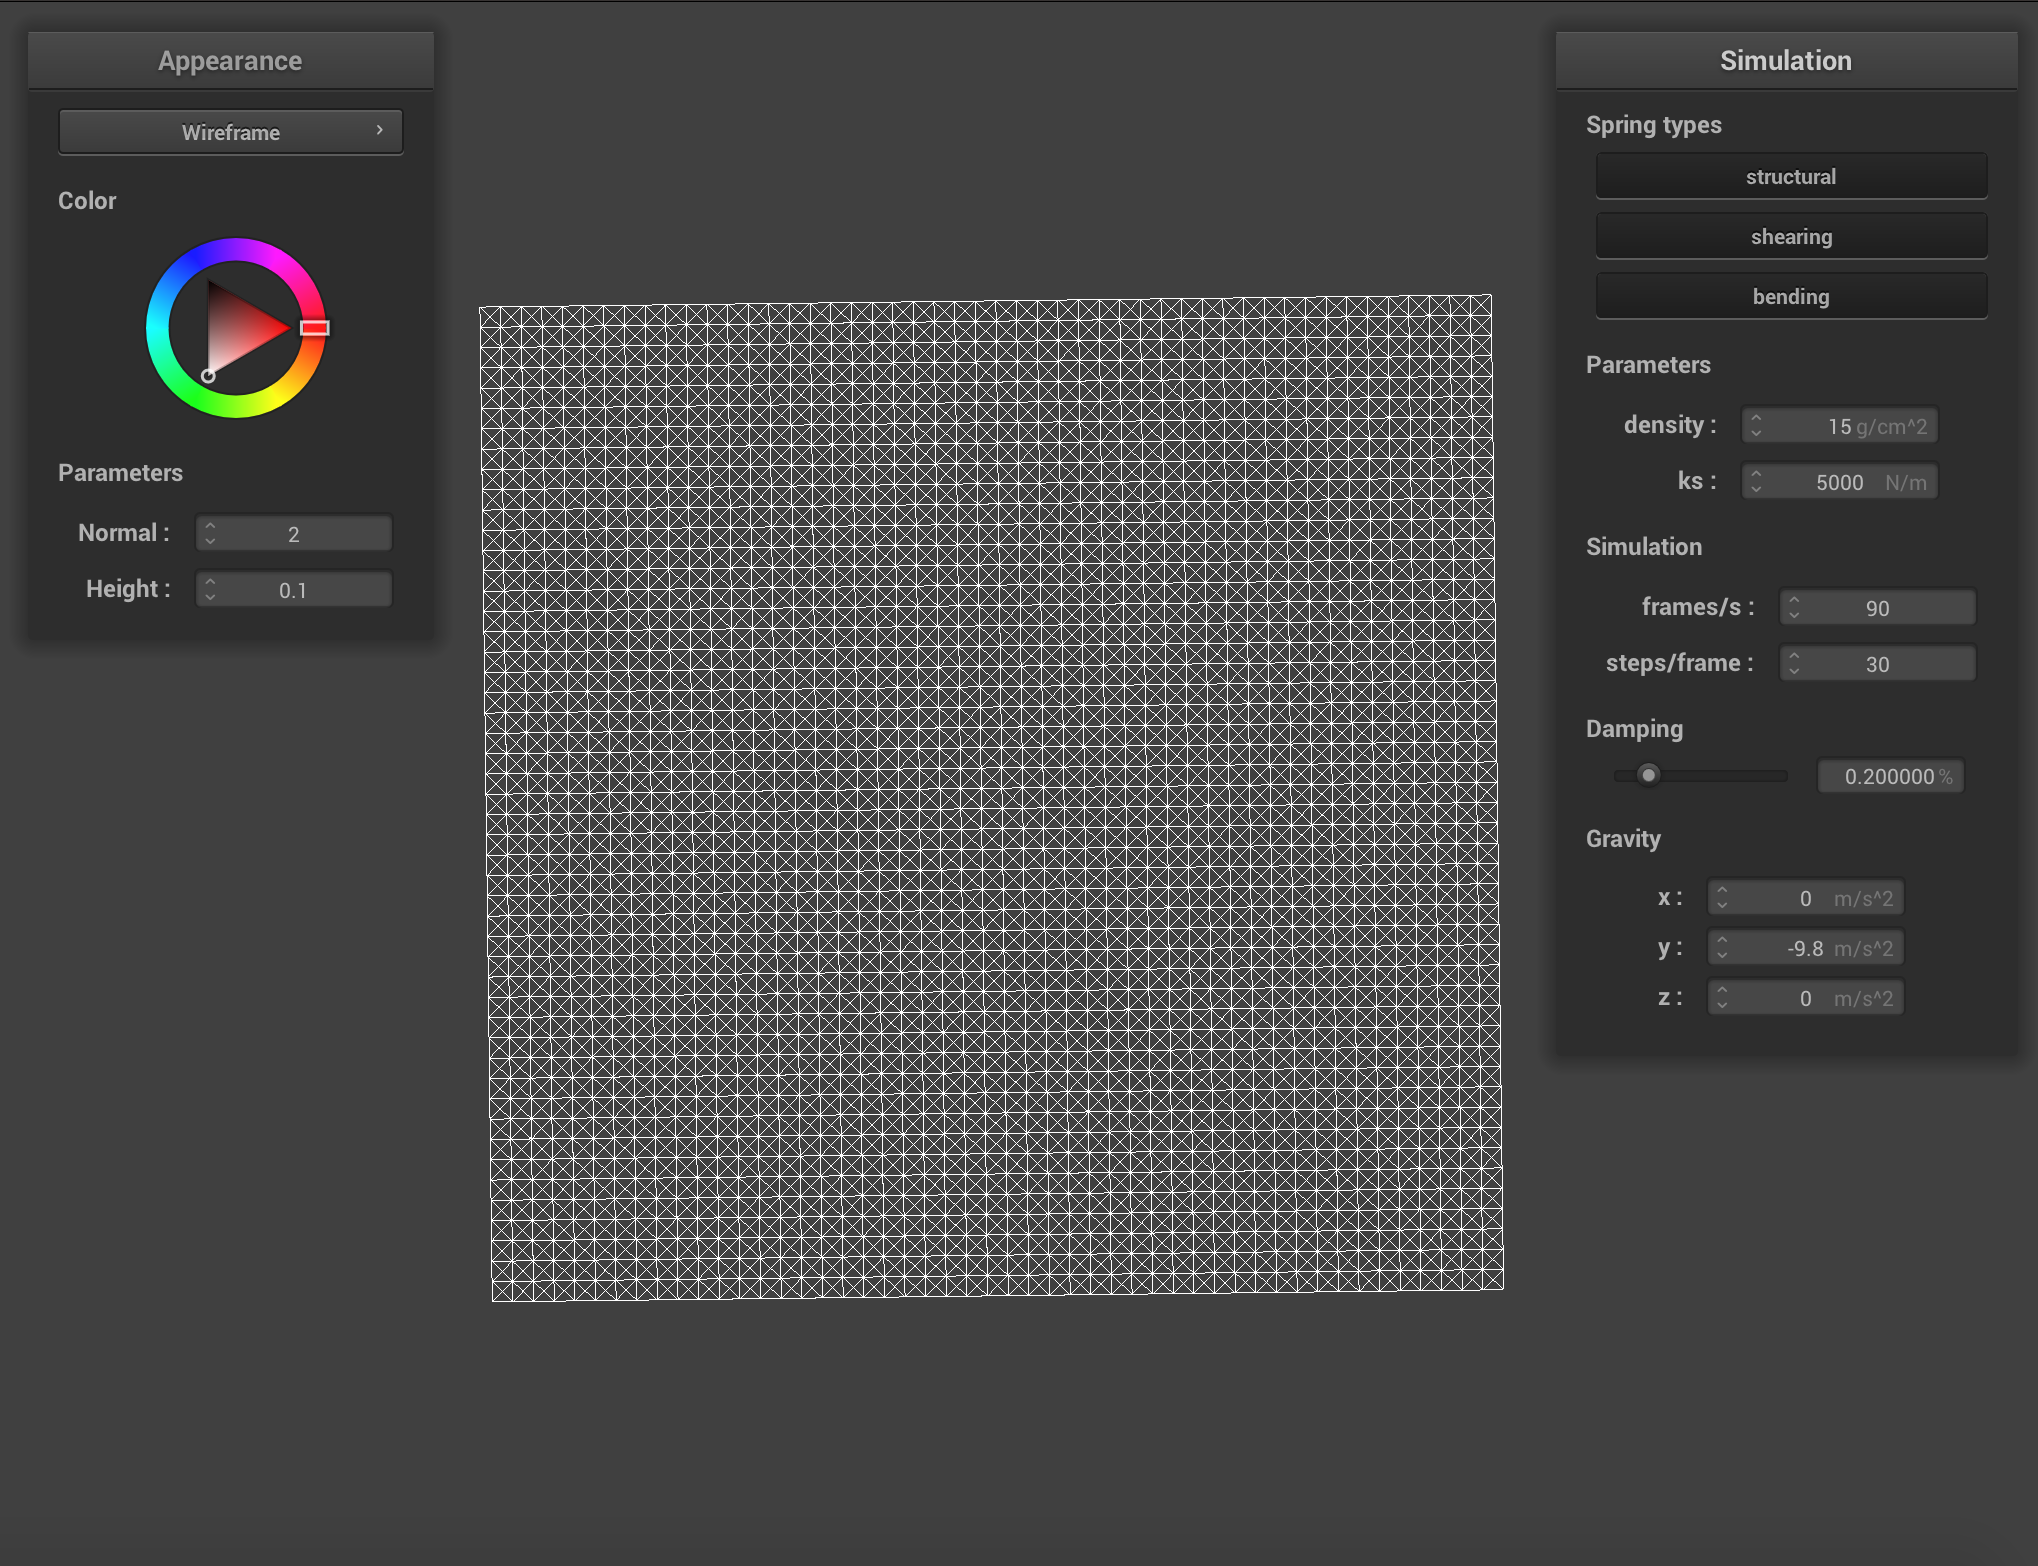 Appearance
Wireframe
Color
Parameters
Normal : 2
Height : 0.1
Simulation
Spring types
structural
shearing
bending
Parameters
density : 15 g/cm^2
ks : 5000 N/m
Simulation
frames/s : 90
steps/frame : 30
Damping
0.200000 %
Gravity
x : 0 m/s^2
y : -9.8 m/s^2
z : 0 m/s^2